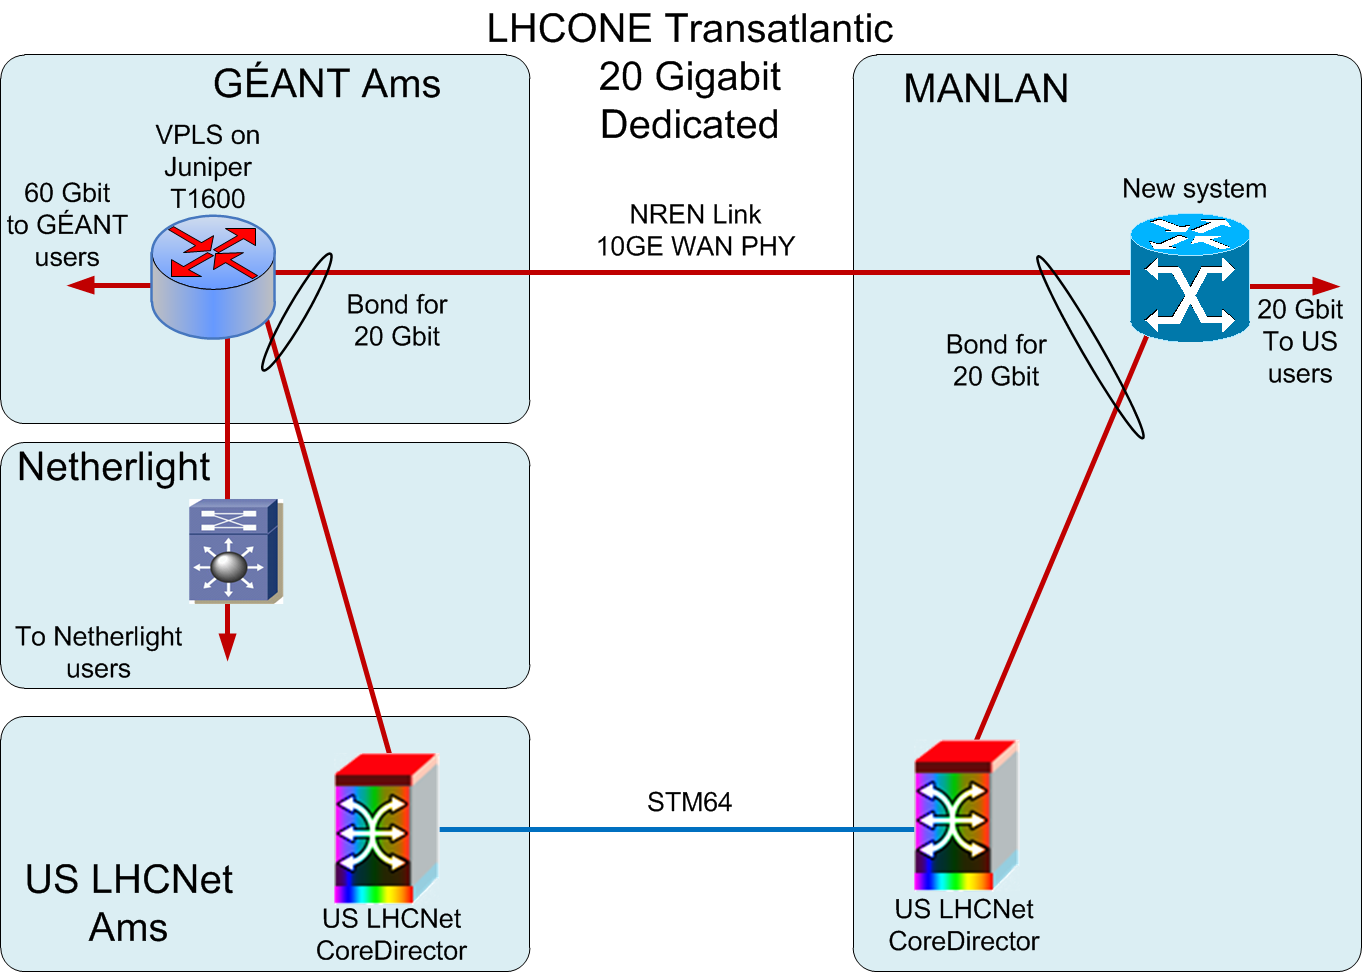 LHCONE Transatlantic
20 Gigabit
Dedicated
GÉANT Ams
VPLS on
Juniper
T1600
60 Gbit
to GÉANT
users
Bond for
20 Gbit
NREN Link
10GE WAN PHY
MANLAN
New system
Bond for
20 Gbit
20 Gbit
To US
users
Netherlight
To Netherlight
users
US LHCNet
Ams
US LHCNet
CoreDirector
STM64
US LHCNet
CoreDirector